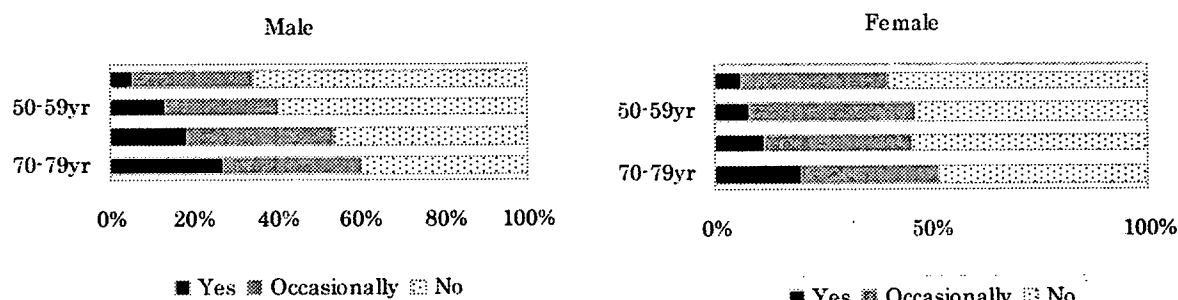 Male
50-59yr
70-79yr
0% 20% 40% 60% 80% 100%
Yes Occasionally No
Female
50-59yr
70-79yr
0% 50% 100%
Yes Occasionally No